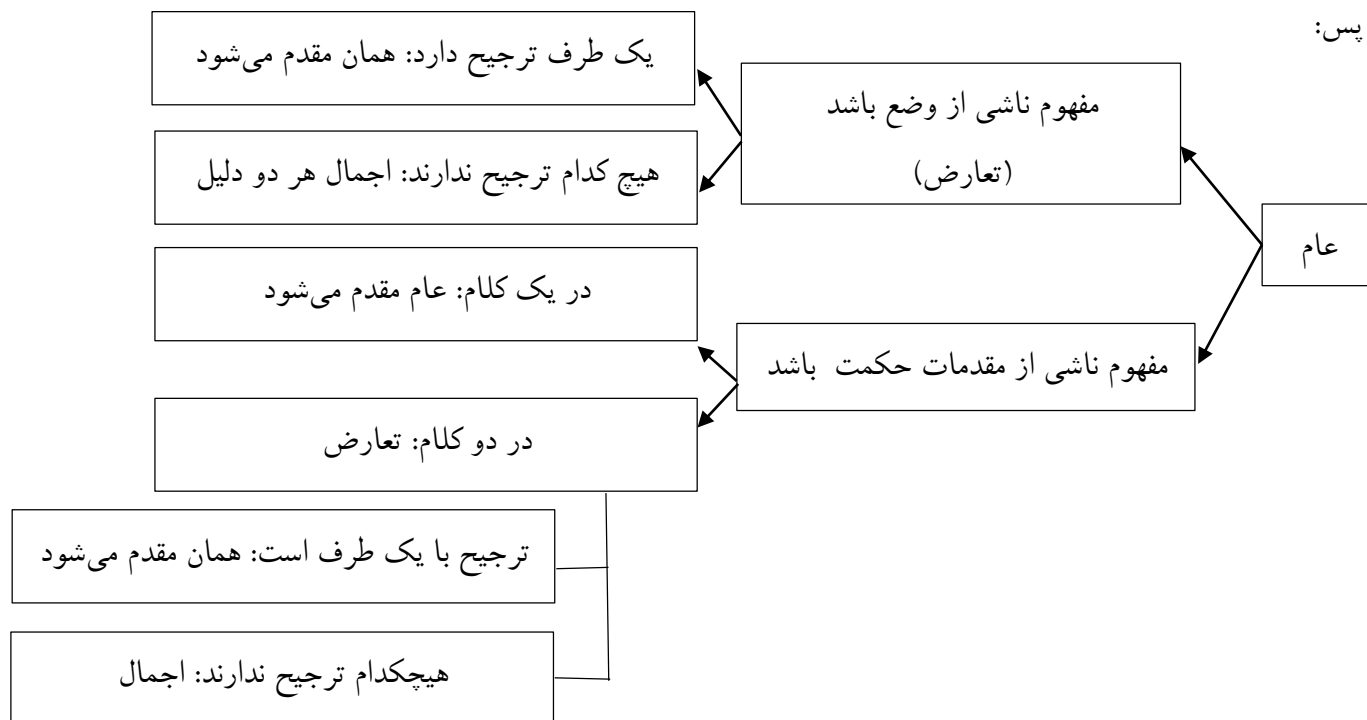 پس:
عام
مفهوم ناشی از وضع باشد
(تعارض)
یک طرف ترجیح دارد: همان مقدم می‌شود
هیچ کدام ترجیح ندارند: اجمال هر دو دلیل
مفهوم ناشی از مقدمات حکمت باشد
در یک کلام: عام مقدم می‌شود
در دو کلام: تعارض
ترجیح با یک طرف است: همان مقدم می‌شود
هیچکدام ترجیح ندارند: اجمال